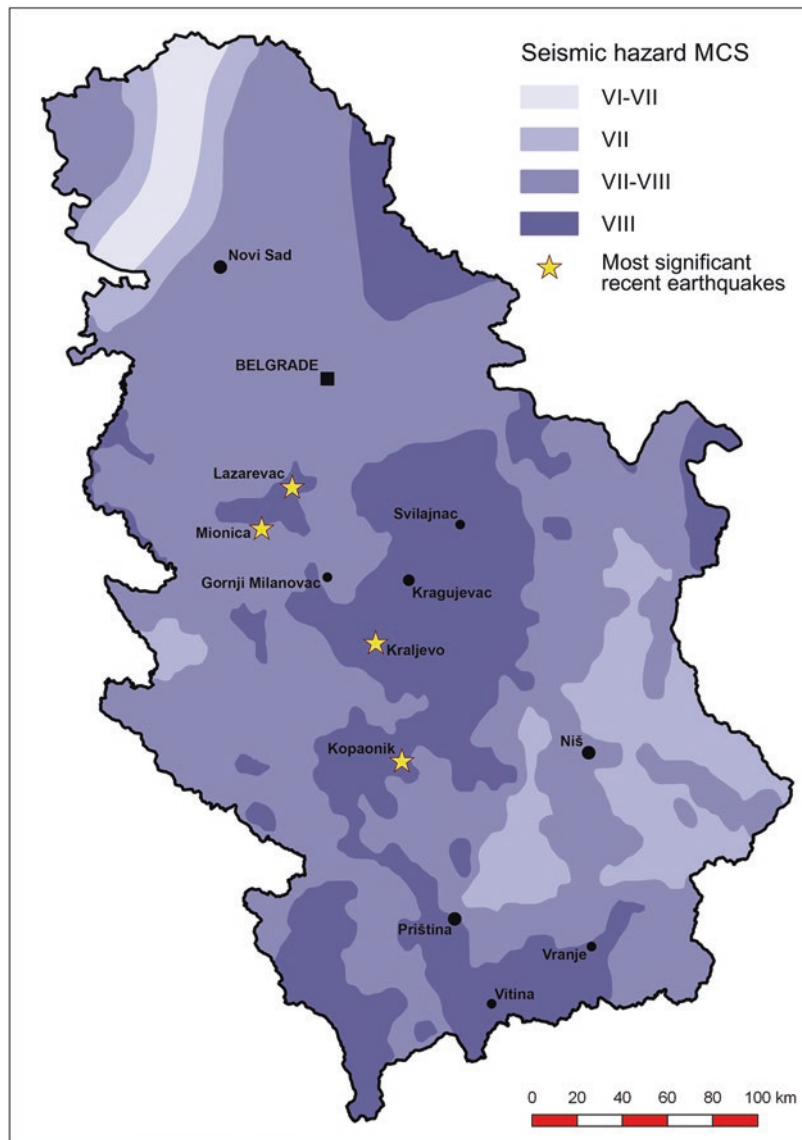 Seismic hazard MCS
VI-VII
VII
VII-VIII
VIII
Most significant
recent earthquakes
Novi Sad
BELGRADE
Lazarevac
Mionica
Svilajnac
Gornji Milanovac
Kragujevac
Kraljevo
Kopaonik
Niš
Priština
Vranje
Vitina
0 20 40 60 80 100 km